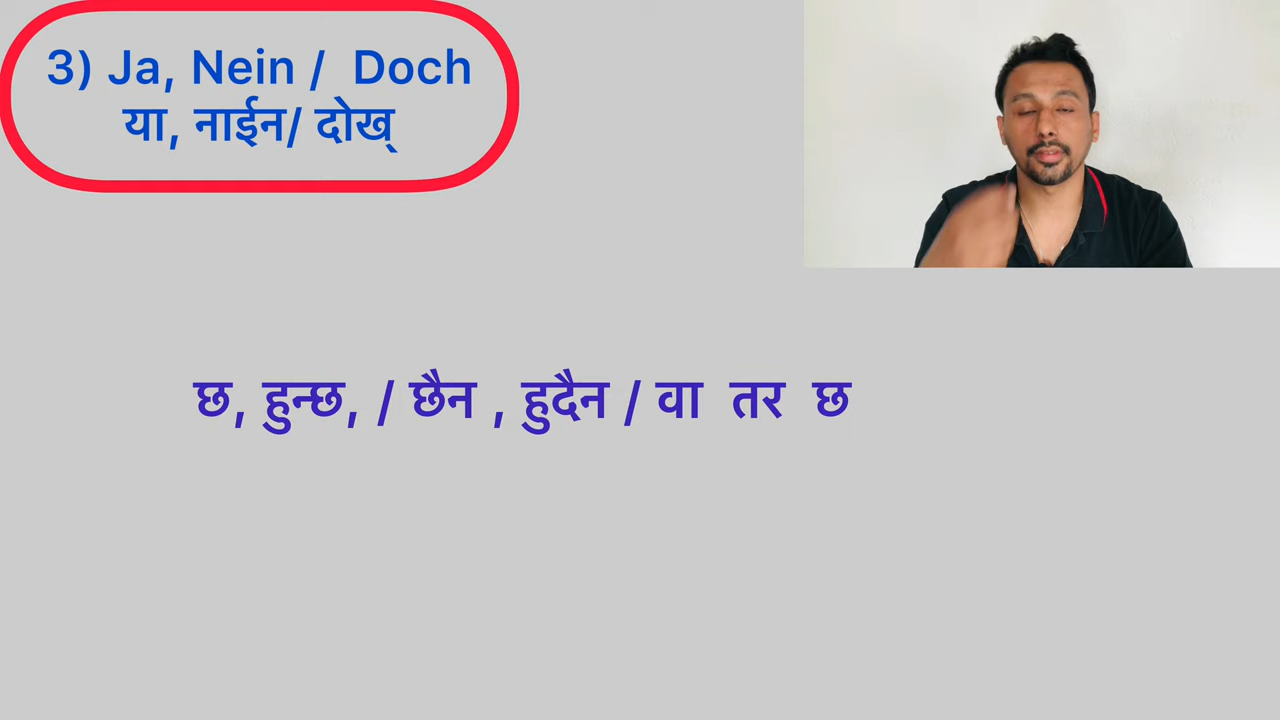 3) Ja, Nein / Doch
या, नाईन/ दोख्
छ, हुन्छ, / छैन , हुदैन / वा तर छ